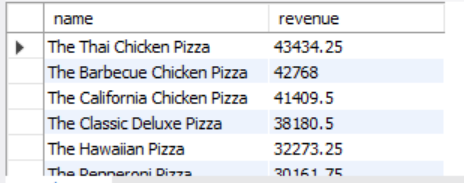 name revenue
The Thai Chicken Pizza 43434.25
The Barbecue Chicken Pizza 42768
The California Chicken Pizza 41409.5
The Classic Deluxe Pizza 38180.5
The Hawaiian Pizza 32273.25
The Pepperoni Pizza 30161.75